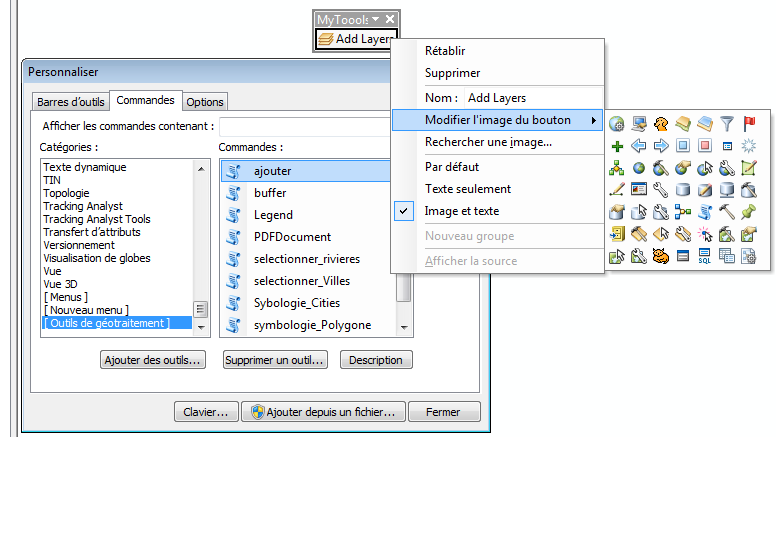 MyToools
Add Layers
Personnaliser
Barres d'outils
Commandes
Options
Afficher les commandes contenant :
Catégories :
Commandes :
Texte dynamique
TIN
Topologie
Tracking Analyst
Tracking Analyst Tools
Transfert d'attributs
Versionnement
Visualisation de globes
Vue
Vue 3D
[ Menus ]
[ Nouveau menu ]
[ Outils de géotraitement ]
ajouter
buffer
Legend
PDFDocument
selectionner_rivieres
selectionner_Villes
Sybologie_Cities
symbologie_Polygone
Ajouter des outils...
Supprimer un outil...
Description
Clavier...
Ajouter depuis un fichier...
Fermer
Rétablir
Supprimer
Nom : Add Layers
Modifier l'image du bouton
Rechercher une image...
Par défaut
Texte seulement
Image et texte
Nouveau groupe
Afficher la source
SQL